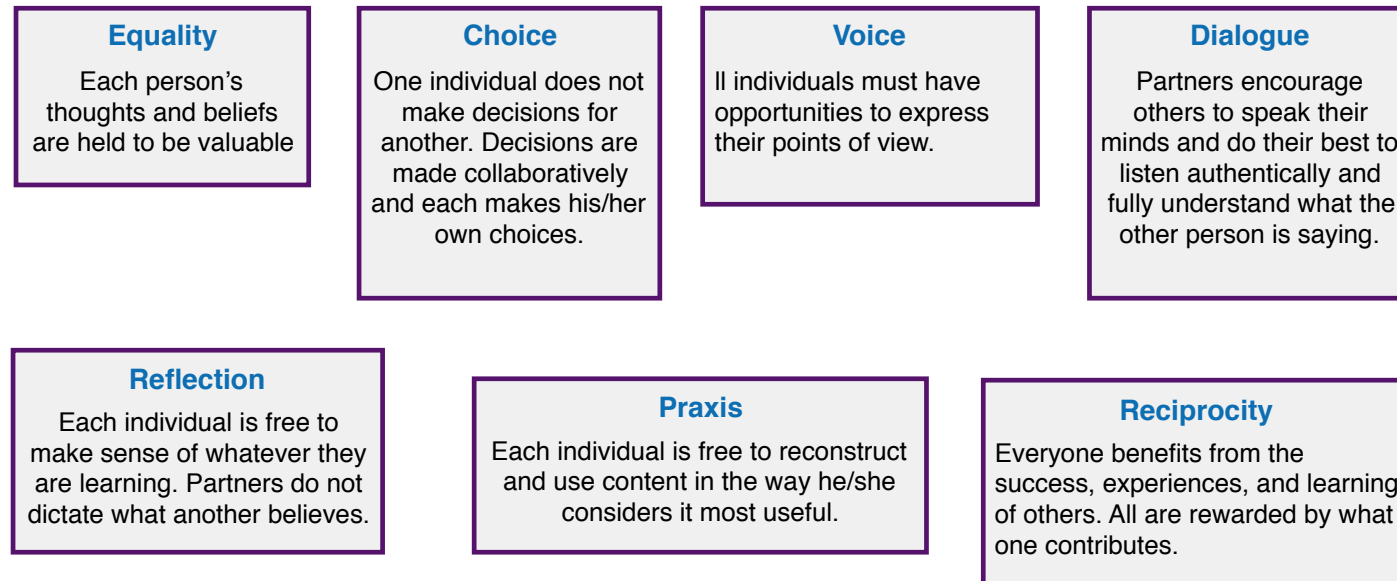 Equality
Each person’s
thoughts and beliefs
are held to be valuable
Choice
One individual does not
make decisions for
another. Decisions are
made collaboratively
and each makes his/her
own choices.
Voice
ll individuals must have
opportunities to express
their points of view.
Dialogue
Partners encourage
others to speak their
minds and do their best to
listen authentically and
fully understand what the
other person is saying.
Reflection
Each individual is free to
make sense of whatever they
are learning. Partners do not
dictate what another believes.
Praxis
Each individual is free to reconstruct
and use content in the way he/she
considers it most useful.
Reciprocity
Everyone benefits from the
success, experiences, and learning
of others. All are rewarded by what
one contributes.